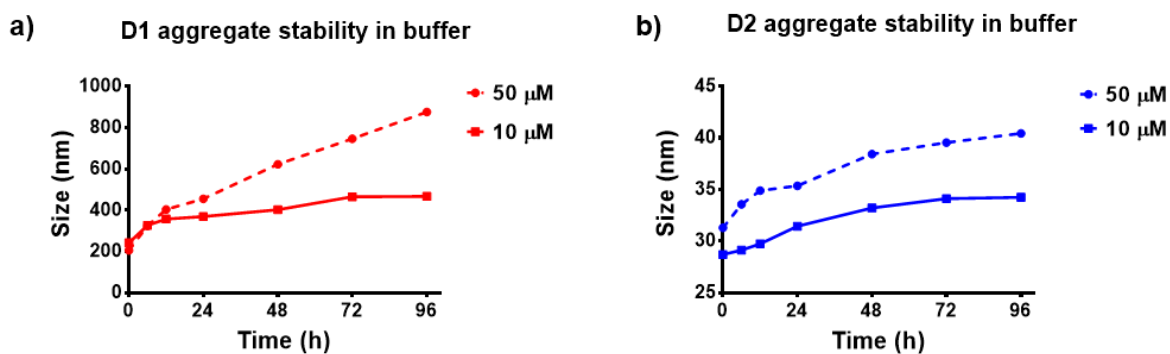 a)
D1 aggregate stability in buffer
Size (nm)
1000
800
600
400
200
0
0 24 48 72 96
Time (h)
50 μM
10 μM
b)
D2 aggregate stability in buffer
Size (nm)
45
40
35
30
25
0 24 48 72 96
Time (h)
50 μM
10 μM